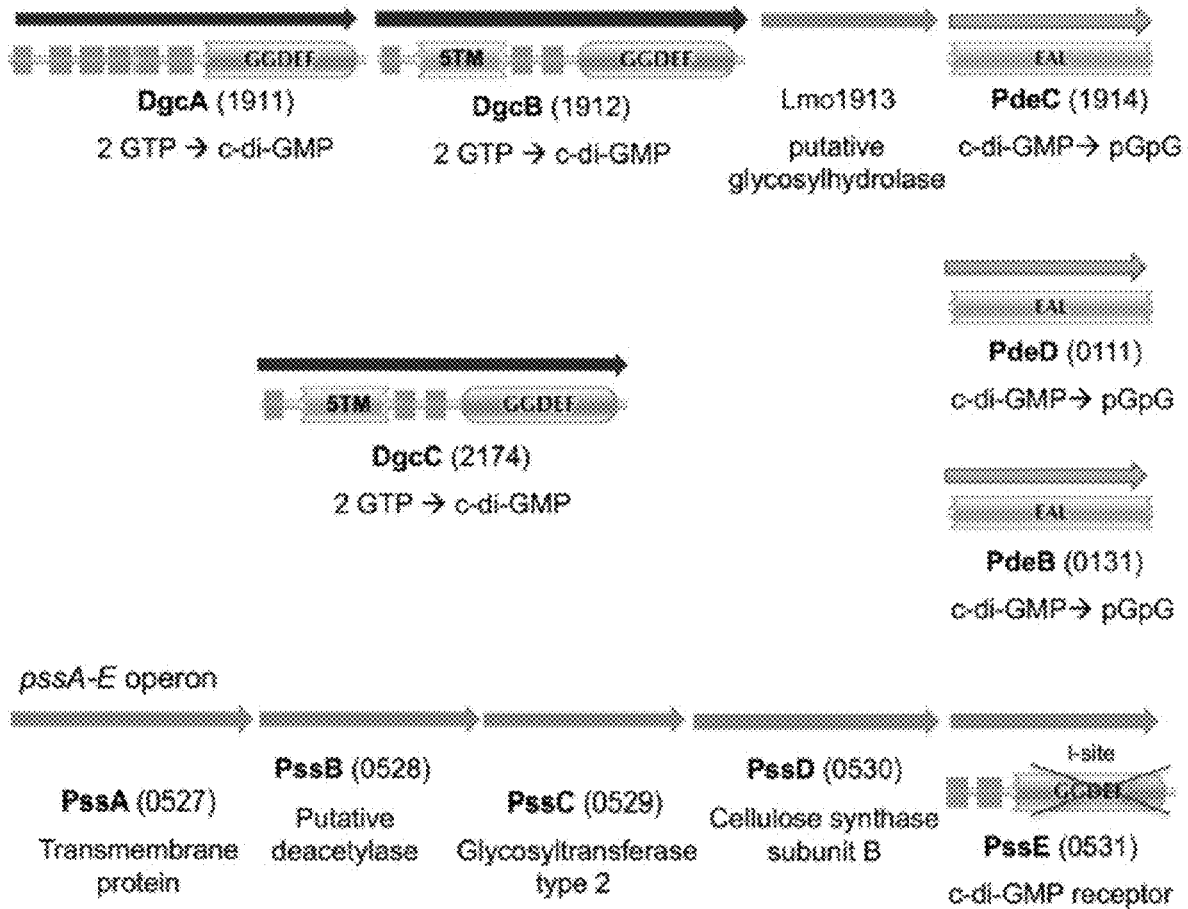 GGDEF
5TM
GGDEF
EAL
DgcA (1911)
DgcB (1912)
Lmo1913
PdeC (1914)
2 GTP → c-di-GMP
2 GTP → c-di-GMP
putative
glycosylhydrolase
c-di-GMP→ pGpG
EAL
PdeD (0111)
c-di-GMP→ pGpG
5TM
GGDEF
DgcC (2174)
2 GTP → c-di-GMP
EAL
PdeB (0131)
c-di-GMP→ pGpG
pssA-E operon
PssA (0527)
Transmembrane
protein
PssB (0528)
Putative
deacetylase
PssC (0529)
Glycosyltransferase
type 2
PssD (0530)
Cellulose synthase
subunit B
I-site
GGDEF
PssE (0531)
c-di-GMP receptor